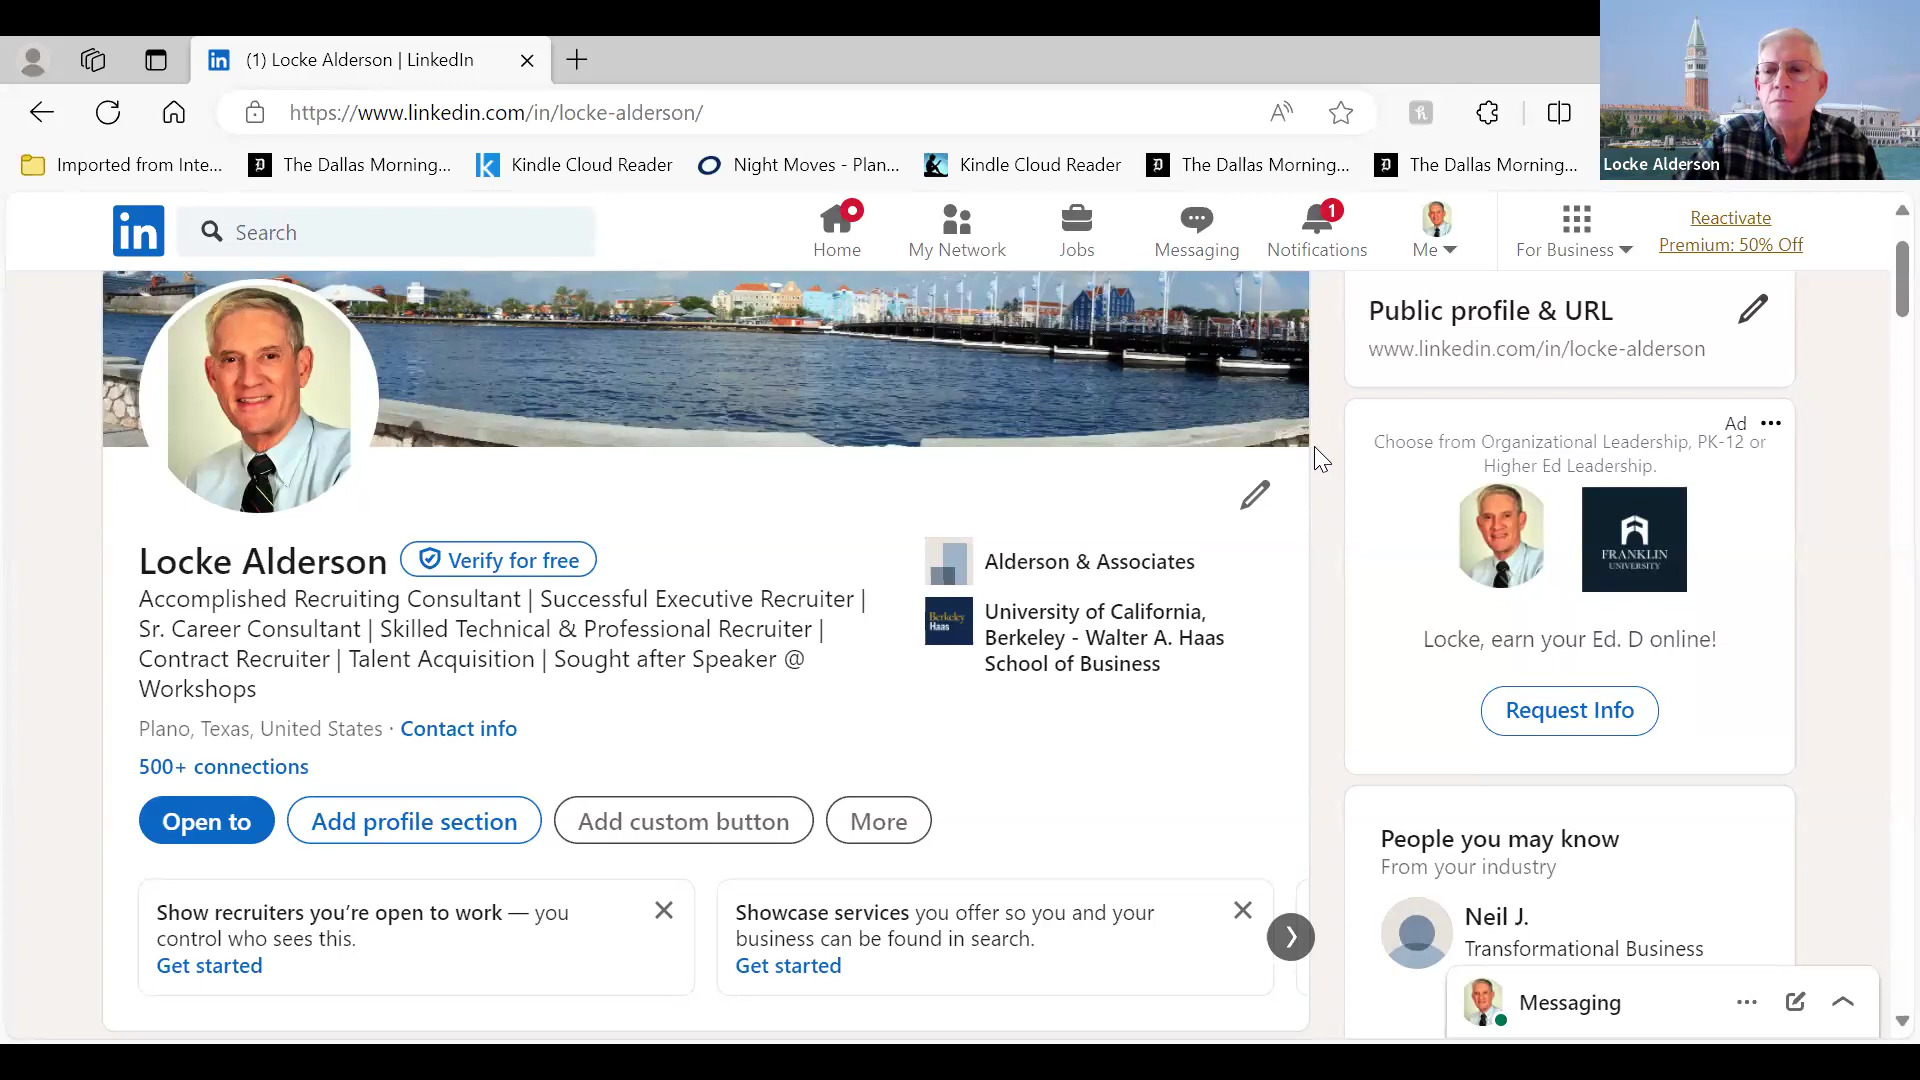 (1) Locke Alderson | LinkedIn
https://www.linkedin.com/in/locke-alderson/
Locke Alderson
Imported from Inte...
The Dallas Morning...
Kindle Cloud Reader
Night Moves - Plan...
Kindle Cloud Reader
The Dallas Morning...
The Dallas Morning...
in
Search
Home
My Network
Jobs
Messaging
1
Notifications
Me
For Business
Reactivate
Premium: 50% Off
Public profile & URL
www.linkedin.com/in/locke-alderson
Locke Alderson
Verify for free
Accomplished Recruiting Consultant | Successful Executive Recruiter |
Sr. Career Consultant | Skilled Technical & Professional Recruiter |
Contract Recruiter | Talent Acquisition | Sought after Speaker @
Workshops
Plano, Texas, United States · Contact info
500+ connections
Alderson & Associates
Berkeley
Haas
University of California,
Berkeley - Walter A. Haas
School of Business
Open to
Add profile section
Add custom button
More
Show recruiters you’re open to work — you
control who sees this.
Get started
Showcase services you offer so you and your
business can be found in search.
Get started
Ad
Choose from Organizational Leadership, PK-12 or
Higher Ed Leadership.
FRANKLIN
UNIVERSITY
Locke, earn your Ed. D online!
Request Info
People you may know
From your industry
Neil J.
Transformational Business
Messaging